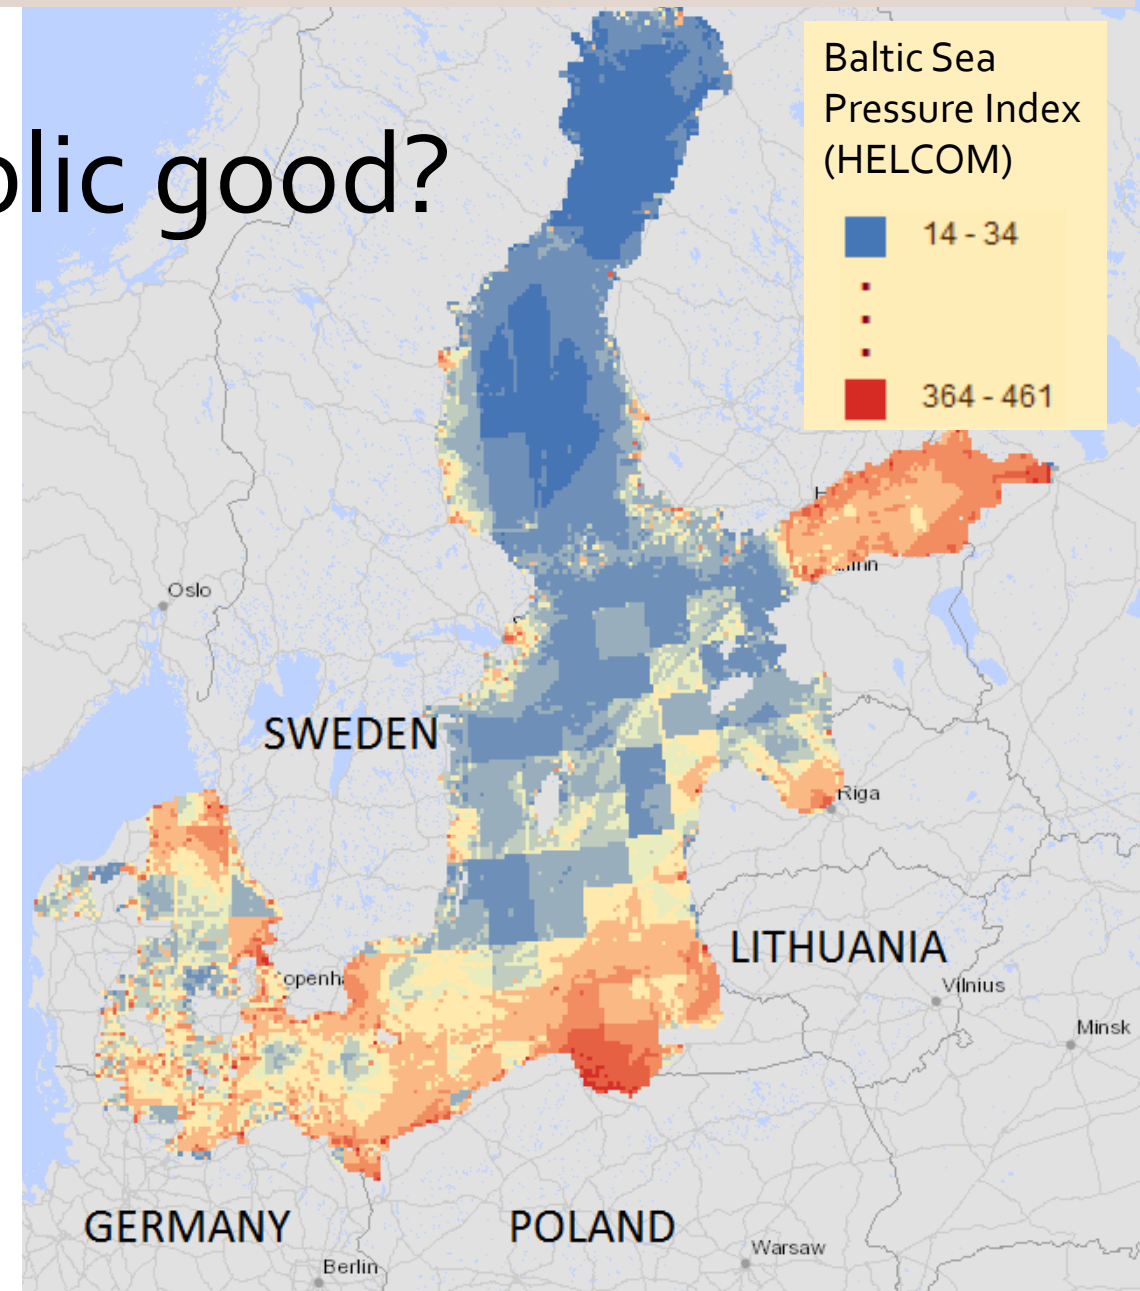 Baltic Sea
Pressure Index
(HELCOM)
14 - 34
364 - 461
good?
Oslo
SWEDEN
Riga
LITHUANIA
Vilnius
Minsk
GERMANY
POLAND
Warsaw
Berlin